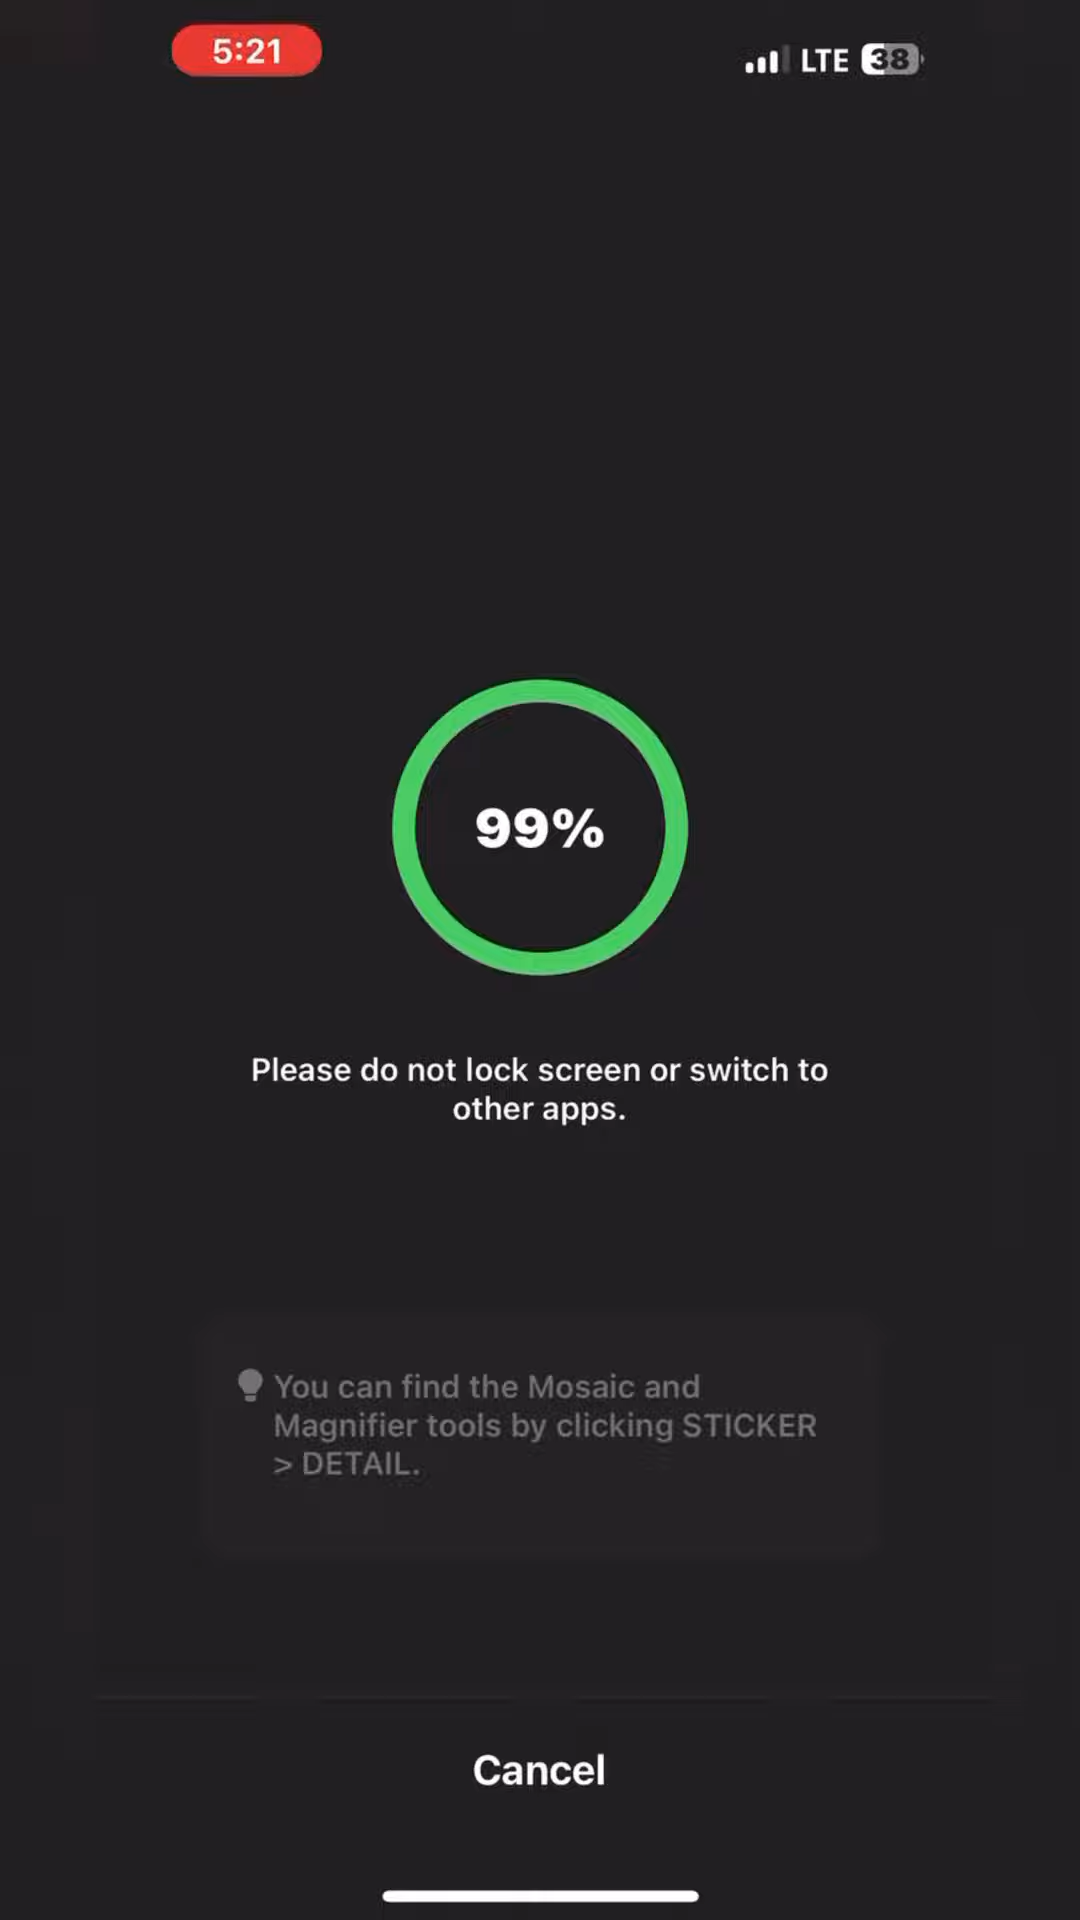 5:21
LTE 38
99%
Please do not lock screen or switch to
other apps.
You can find the Mosaic and
Magnifier tools by clicking STICKER
> DETAIL.
Cancel